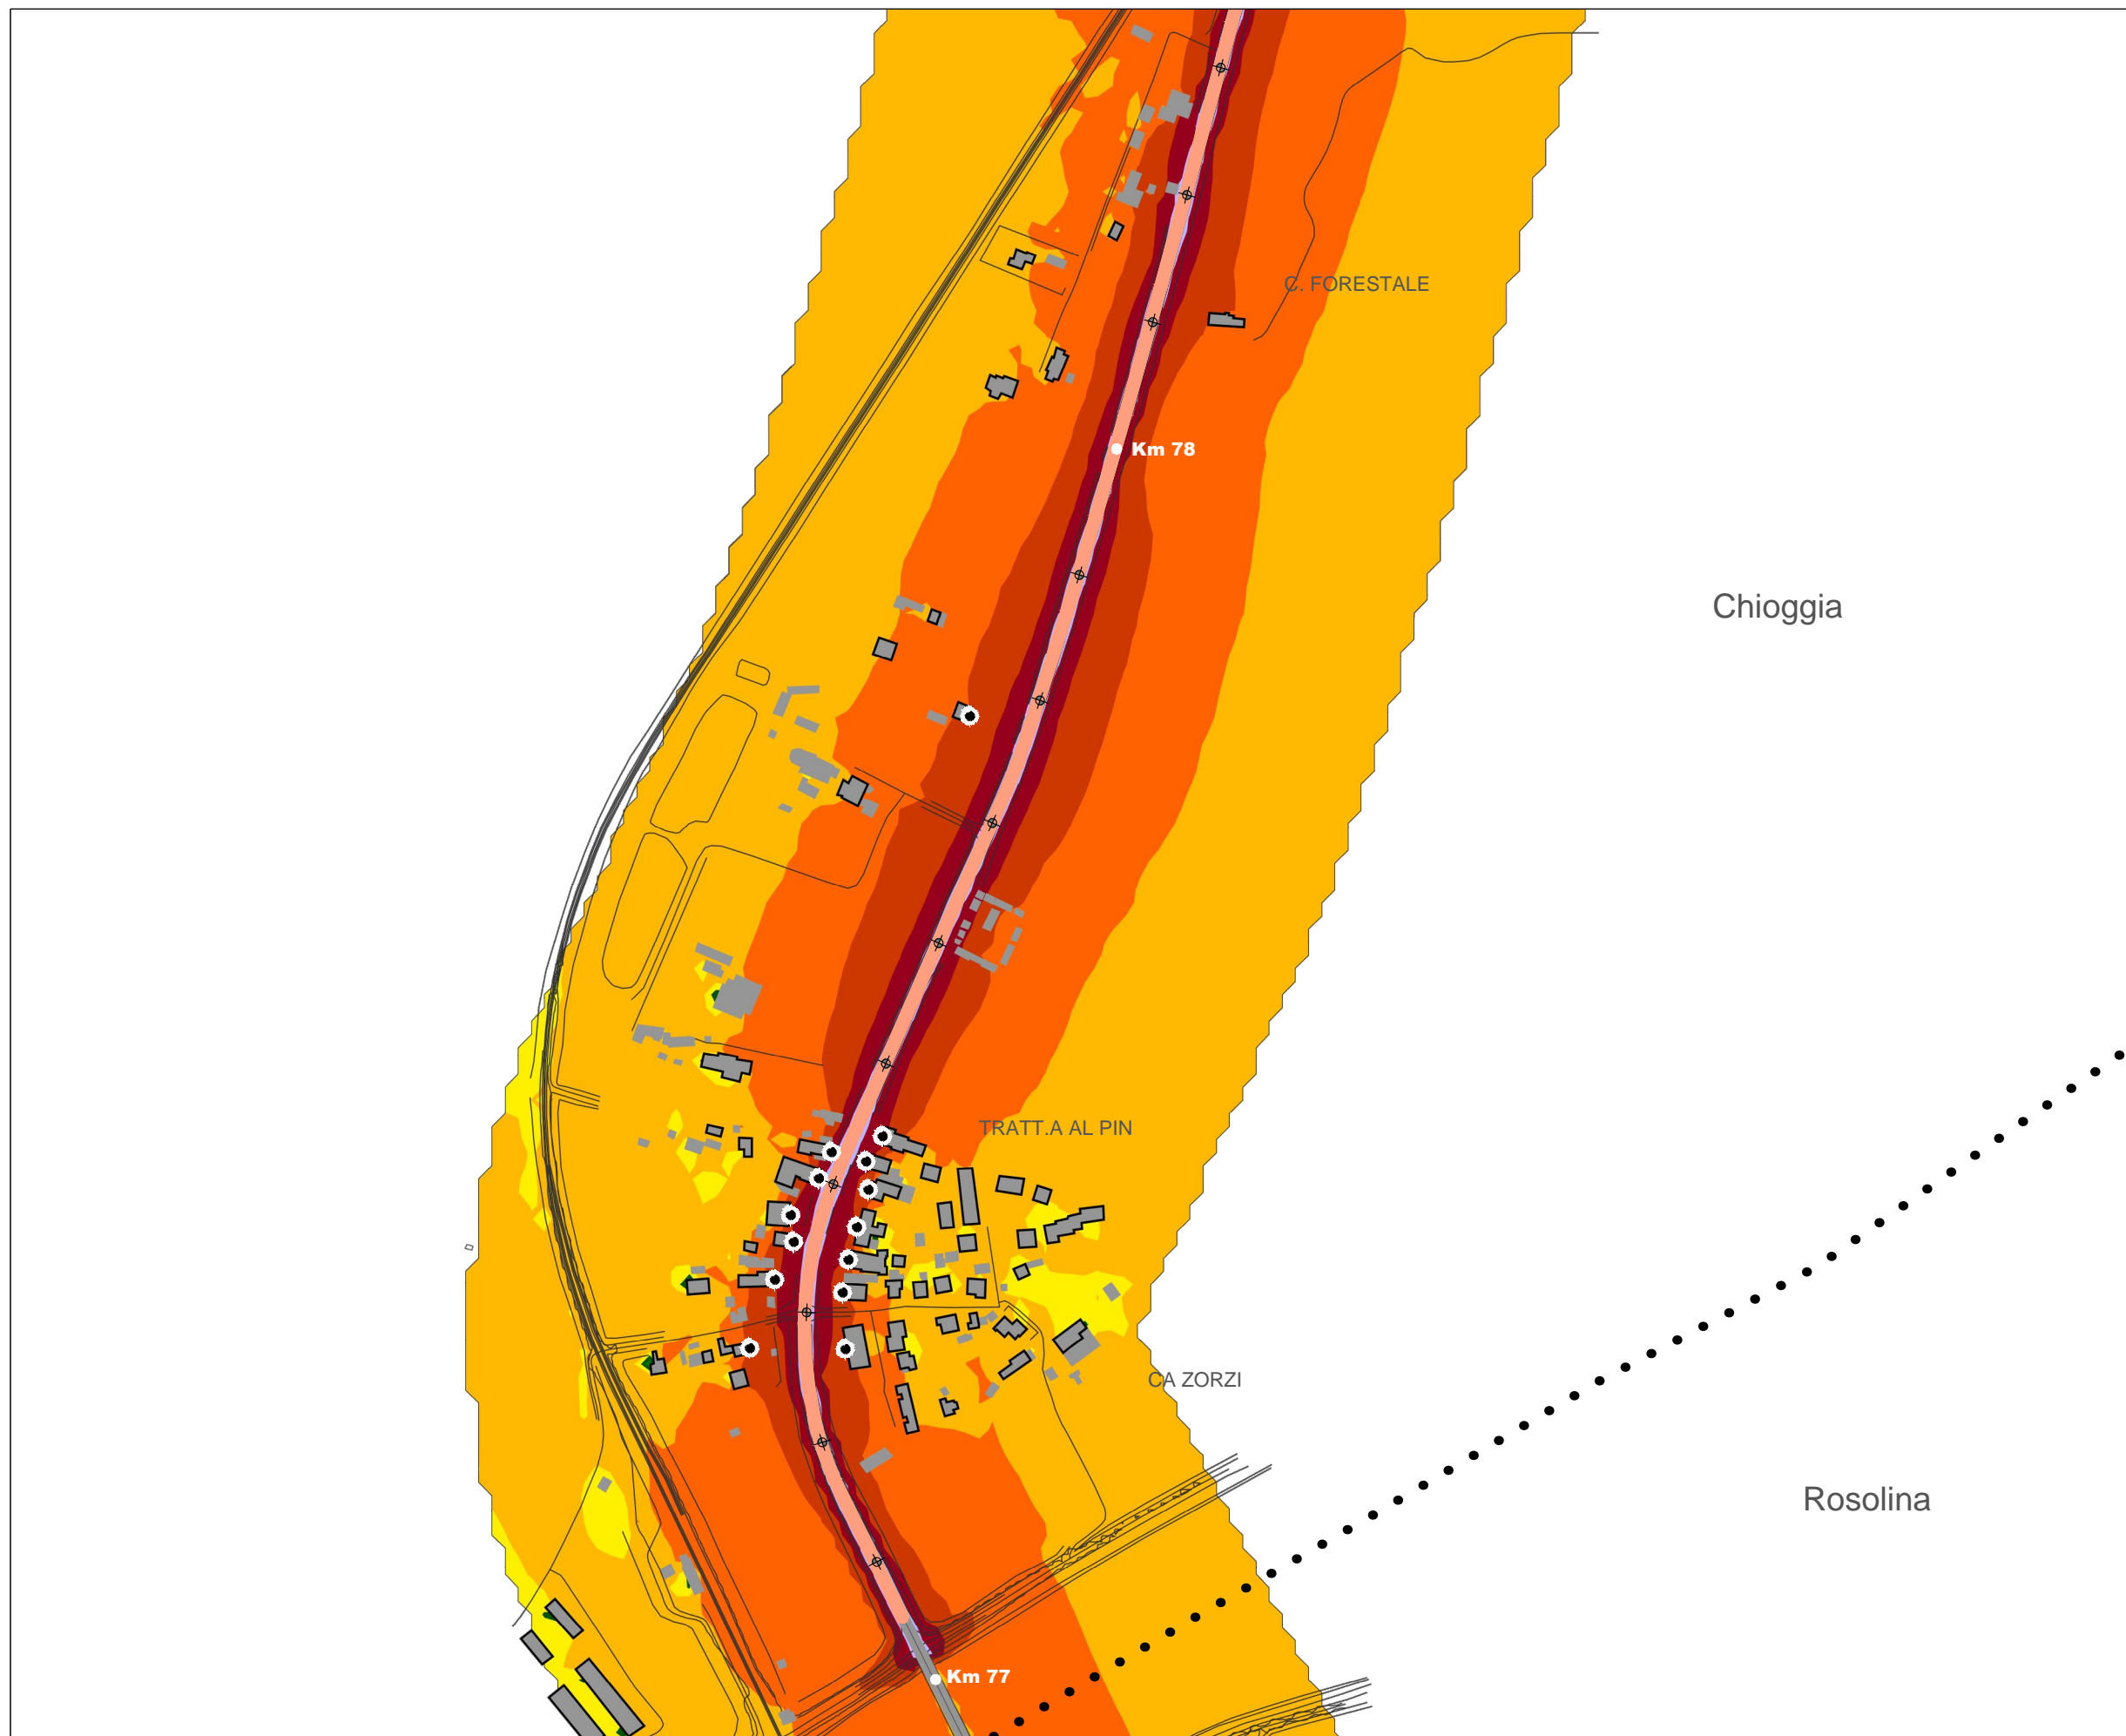 C. FORESTALE
Km 78
Chioggia
TRATT.A AL PIN
CA ZORZI
Rosolina
Km 77